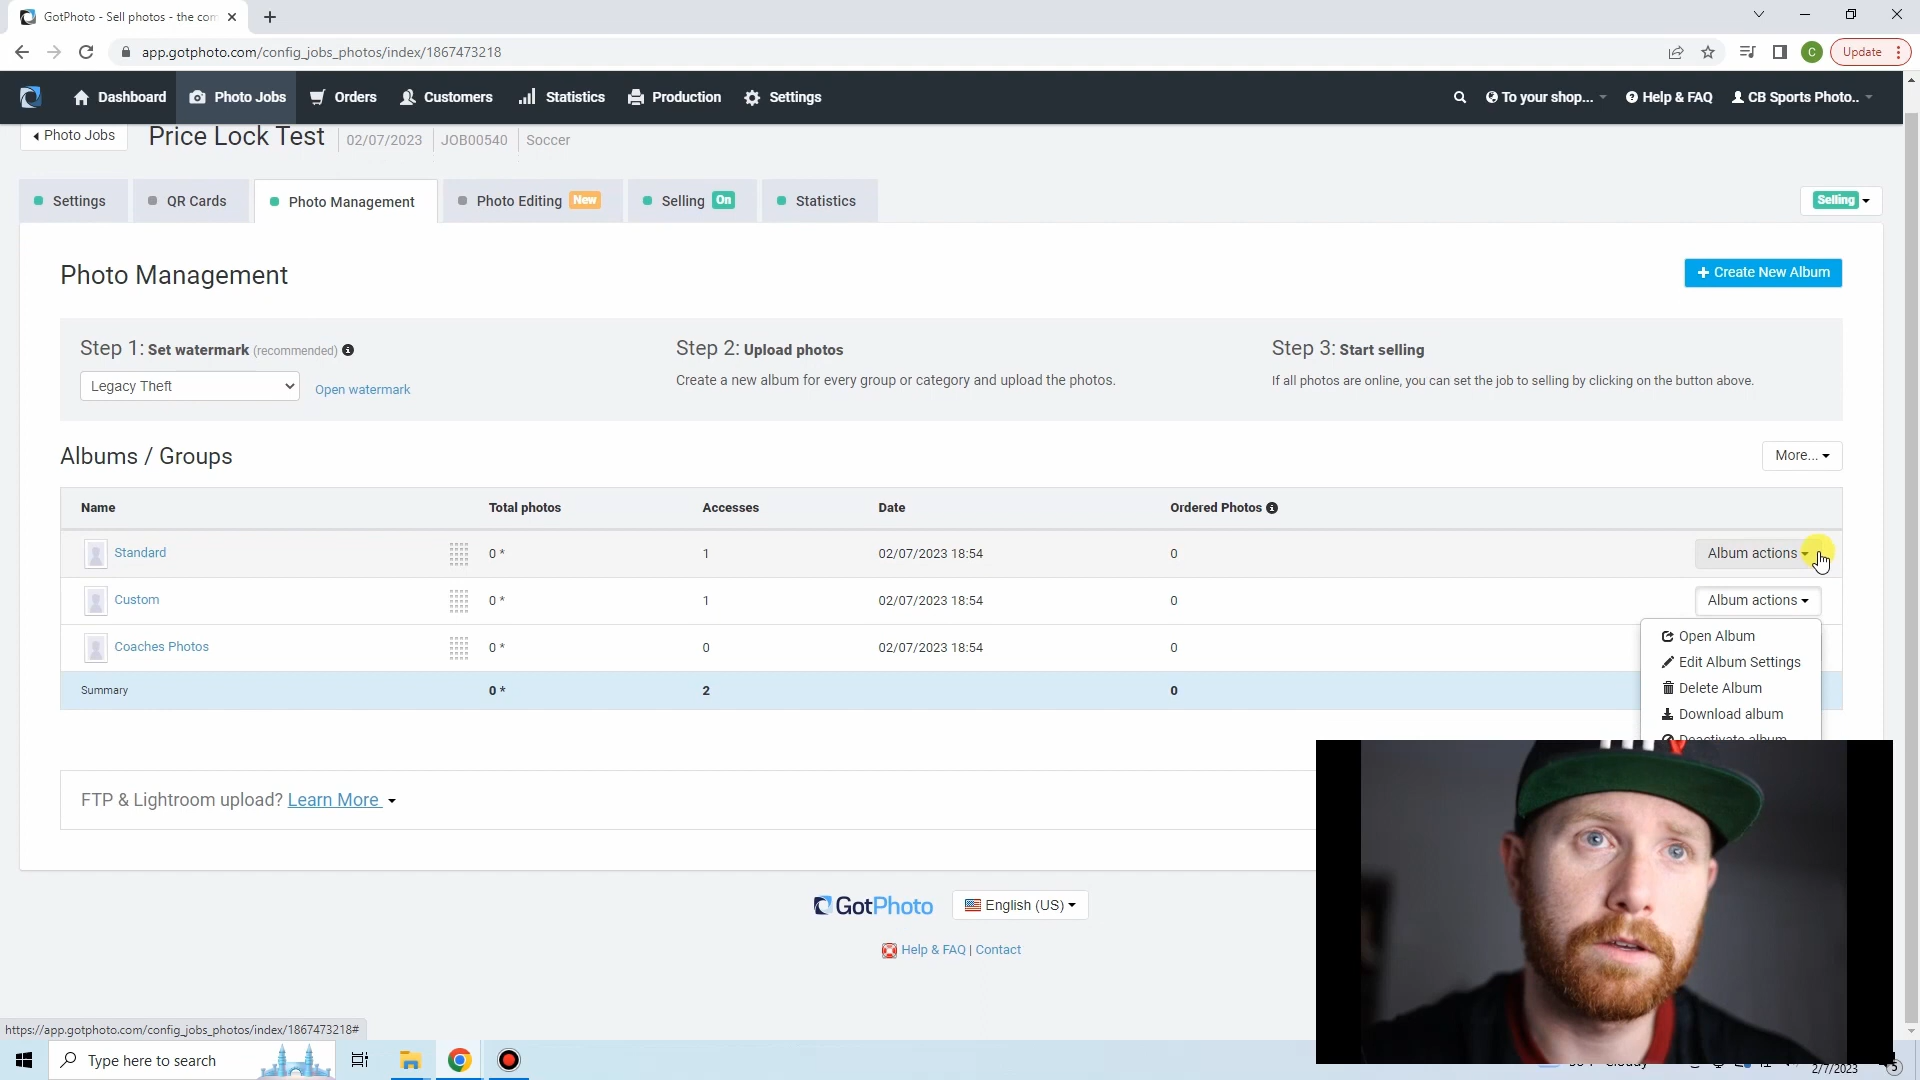 GotPhoto - Sell photos - the com
app.gotphoto.com/config_jobs_photos/index/1867473218
C
Update
Dashboard
Photo Jobs
Orders
Customers
Statistics
Production
Settings
To your shop...
Help & FAQ
CB Sports Photo..
Photo Jobs
Price Lock Test
02/07/2023
JOB00540
Soccer
Settings
QR Cards
Photo Management
Photo Editing New
Selling On
Statistics
Selling
Photo Management
+ Create New Album
Step 1: Set watermark (recommended)
Step 2: Upload photos
Step 3: Start selling
Legacy Theft
Open watermark
Create a new album for every group or category and upload the photos.
If all photos are online, you can set the job to selling by clicking on the button above.
Albums / Groups
More...
Name
Total photos
Accesses
Date
Ordered Photos
Standard
0 *
1
02/07/2023 18:54
0
Album actions
Custom
0 *
1
02/07/2023 18:54
0
Album actions
Coaches Photos
0 *
0
02/07/2023 18:54
0
Summary
0 *
2
0
Open Album
Edit Album Settings
Delete Album
Download album
Deactivate album
FTP & Lightroom upload? Learn More
GotPhoto
English (US)
Help & FAQ | Contact
https://app.gotphoto.com/config_jobs_photos/index/1867473218#
Type here to search
2/7/2023
5